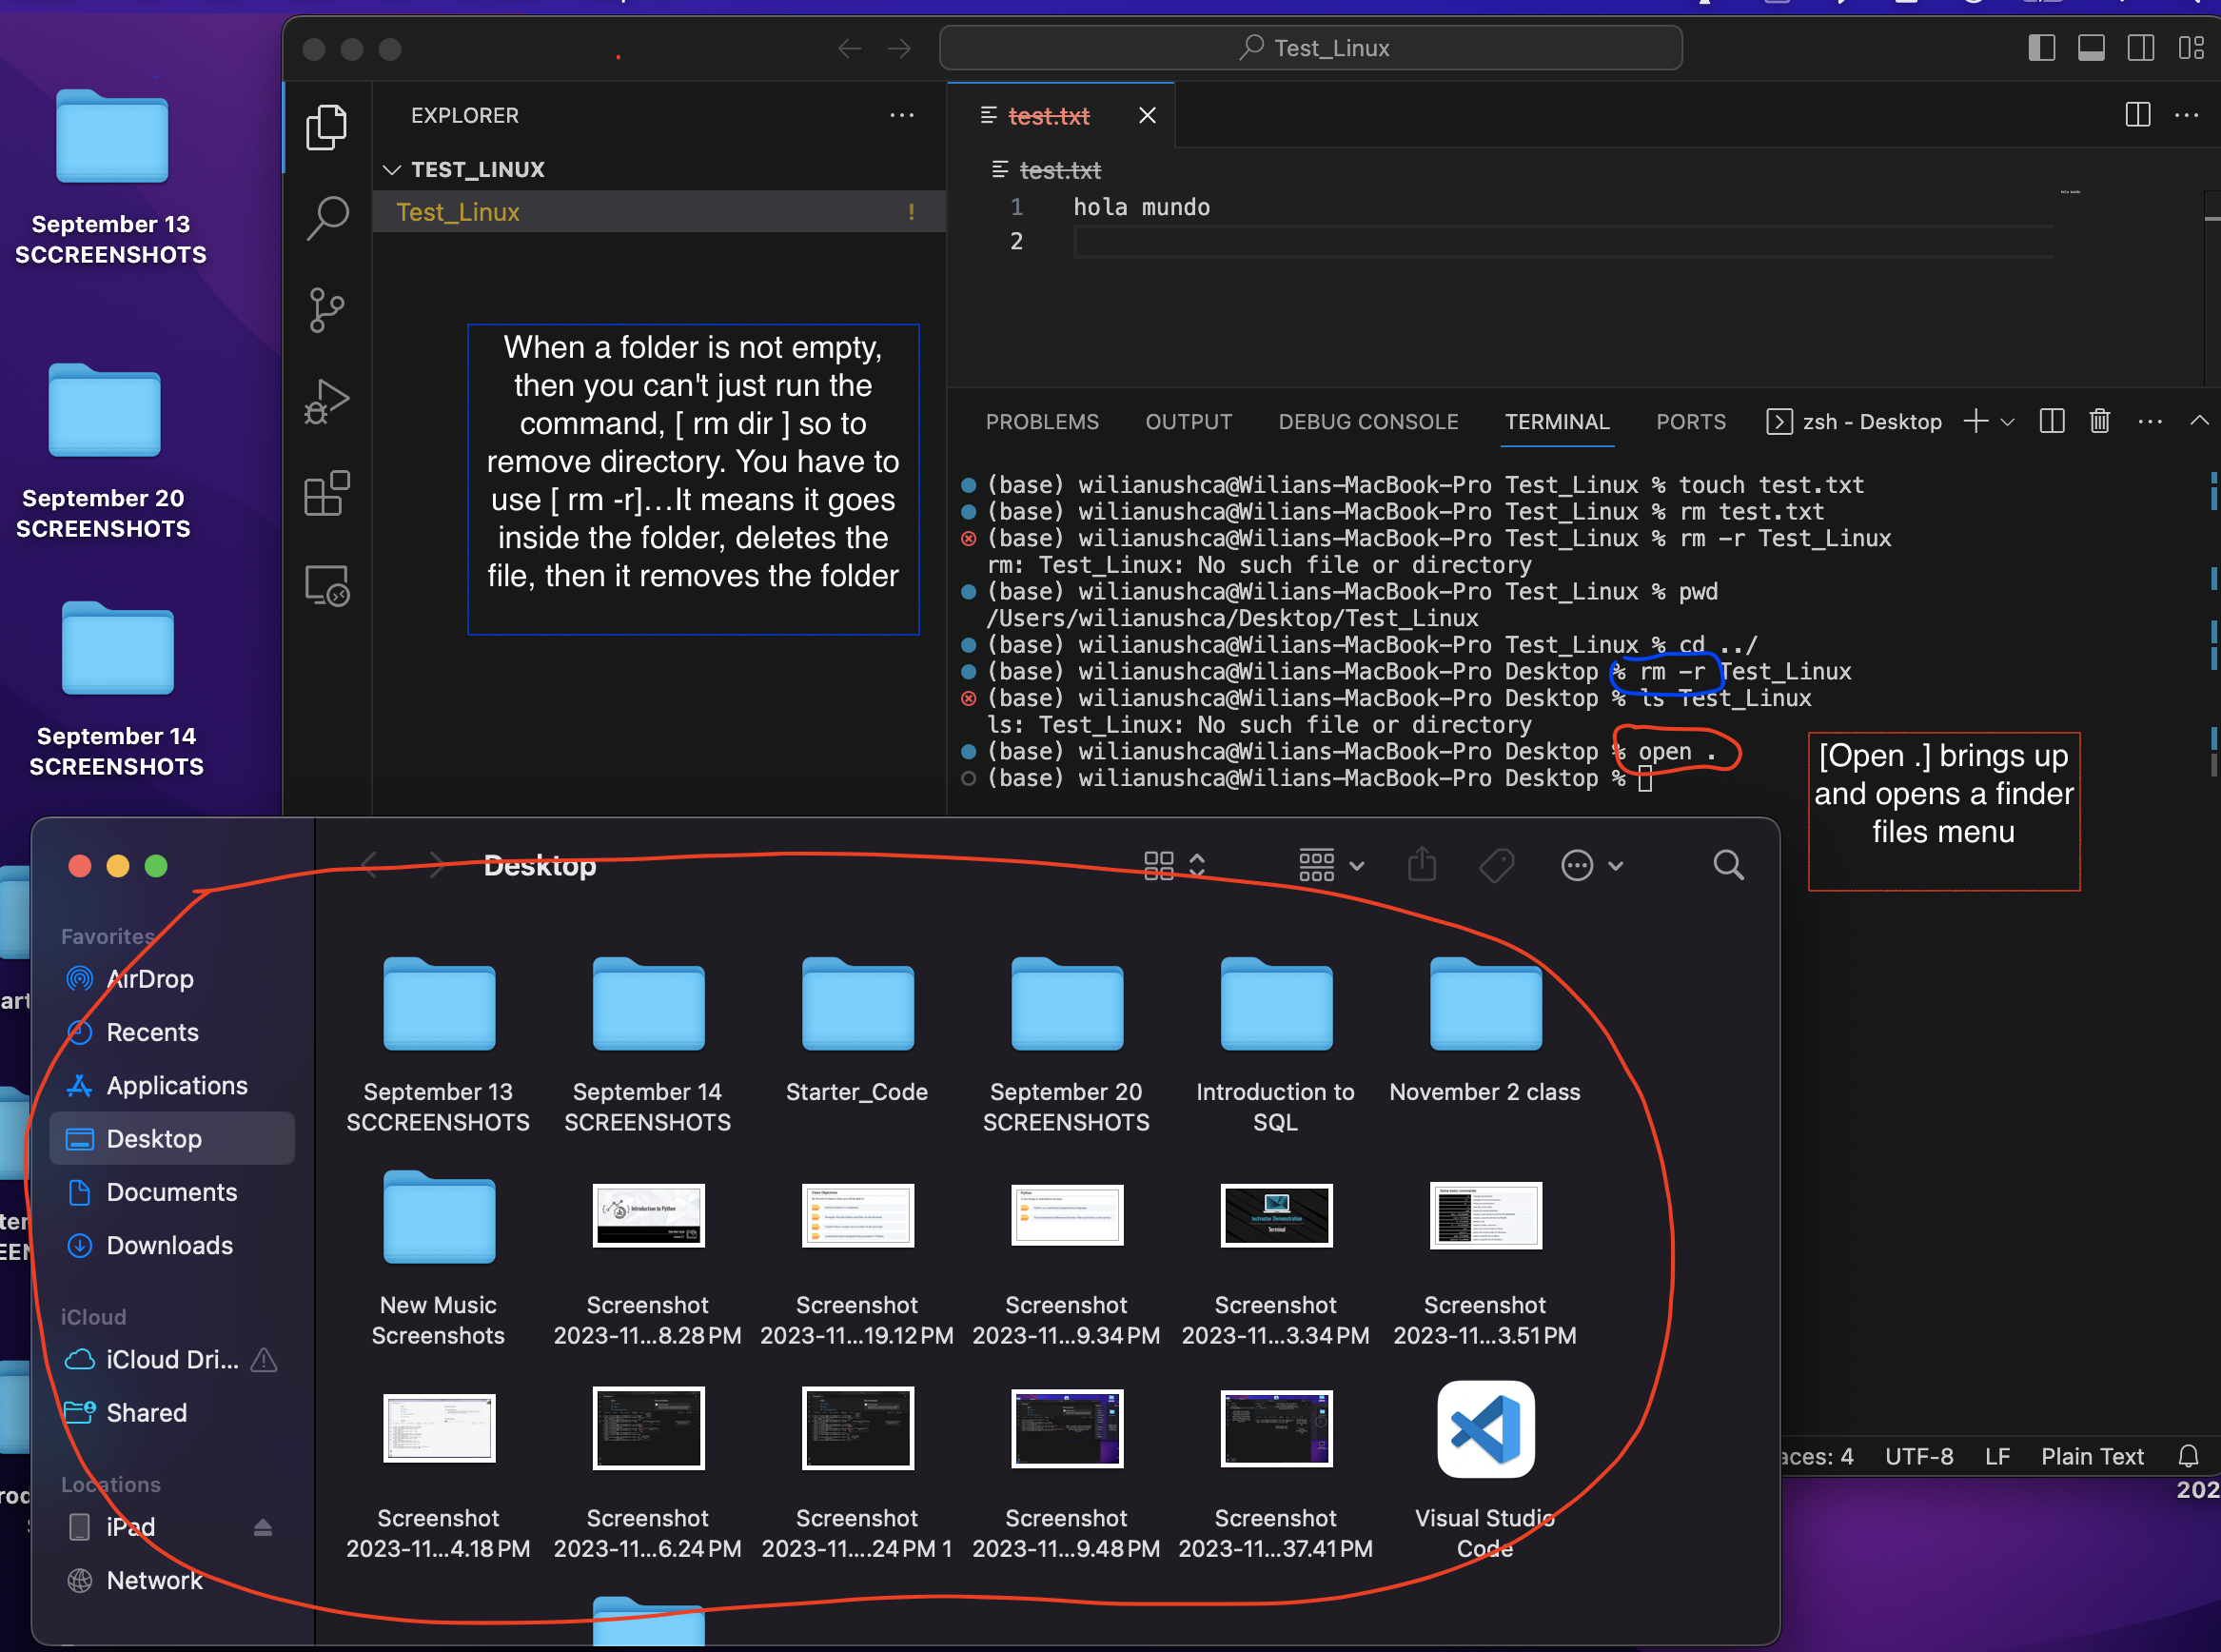 Test_Linux
September 13
SCCREENSHOTS
September 20
SCREENSHOTS
September 14
SCREENSHOTS
EXPLORER
TEST_LINUX
Test_Linux !
When a folder is not empty,
then you can't just run the
command, [ rm dir ] so to
remove directory. You have to
use [ rm -r]...It means it goes
inside the folder, deletes the
file, then it removes the folder
test.txt
test.txt
1 hola mundo
2
PROBLEMS OUTPUT DEBUG CONSOLE TERMINAL PORTS zsh - Desktop
(base) wilianushca@Wilians-MacBook-Pro Test_Linux % touch test.txt
(base) wilianushca@Wilians-MacBook-Pro Test_Linux % rm test.txt
(base) wilianushca@Wilians-MacBook-Pro Test_Linux % rm -r Test_Linux
rm: Test_Linux: No such file or directory
(base) wilianushca@Wilians-MacBook-Pro Test_Linux % pwd
/Users/wilianushca/Desktop/Test_Linux
(base) wilianushca@Wilians-MacBook-Pro Test_Linux % cd ../
(base) wilianushca@Wilians-MacBook-Pro Desktop % rm -r Test_Linux
(base) wilianushca@Wilians-MacBook-Pro Desktop % ls Test_Linux
ls: Test_Linux: No such file or directory
(base) wilianushca@Wilians-MacBook-Pro Desktop % open .
(base) wilianushca@Wilians-MacBook-Pro Desktop %
[Open .] brings up
and opens a finder
files menu
Desktop
Favorites
AirDrop
Recents
Applications
Desktop
Documents
Downloads
iCloud
iCloud Dri...
Shared
Locations
iPad
Network
September 13
SCCREENSHOTS
September 14
SCREENSHOTS
Starter_Code
September 20
SCREENSHOTS
Introduction to
SQL
November 2 class
New Music
Screenshots
Introduction to Python
Instructor Demonstration
Terminal
Screenshot
2023-11...8.28 PM
Screenshot
2023-11...19.12 PM
Screenshot
2023-11...9.34 PM
Screenshot
2023-11...3.34 PM
Screenshot
2023-11...3.51 PM
Screenshot
2023-11...4.18 PM
Screenshot
2023-11...6.24 PM
Screenshot
2023-11....24 PM 1
Screenshot
2023-11...9.48 PM
Screenshot
2023-11...37.41 PM
Visual Studio
Code
aces: 4 UTF-8 LF Plain Text
202